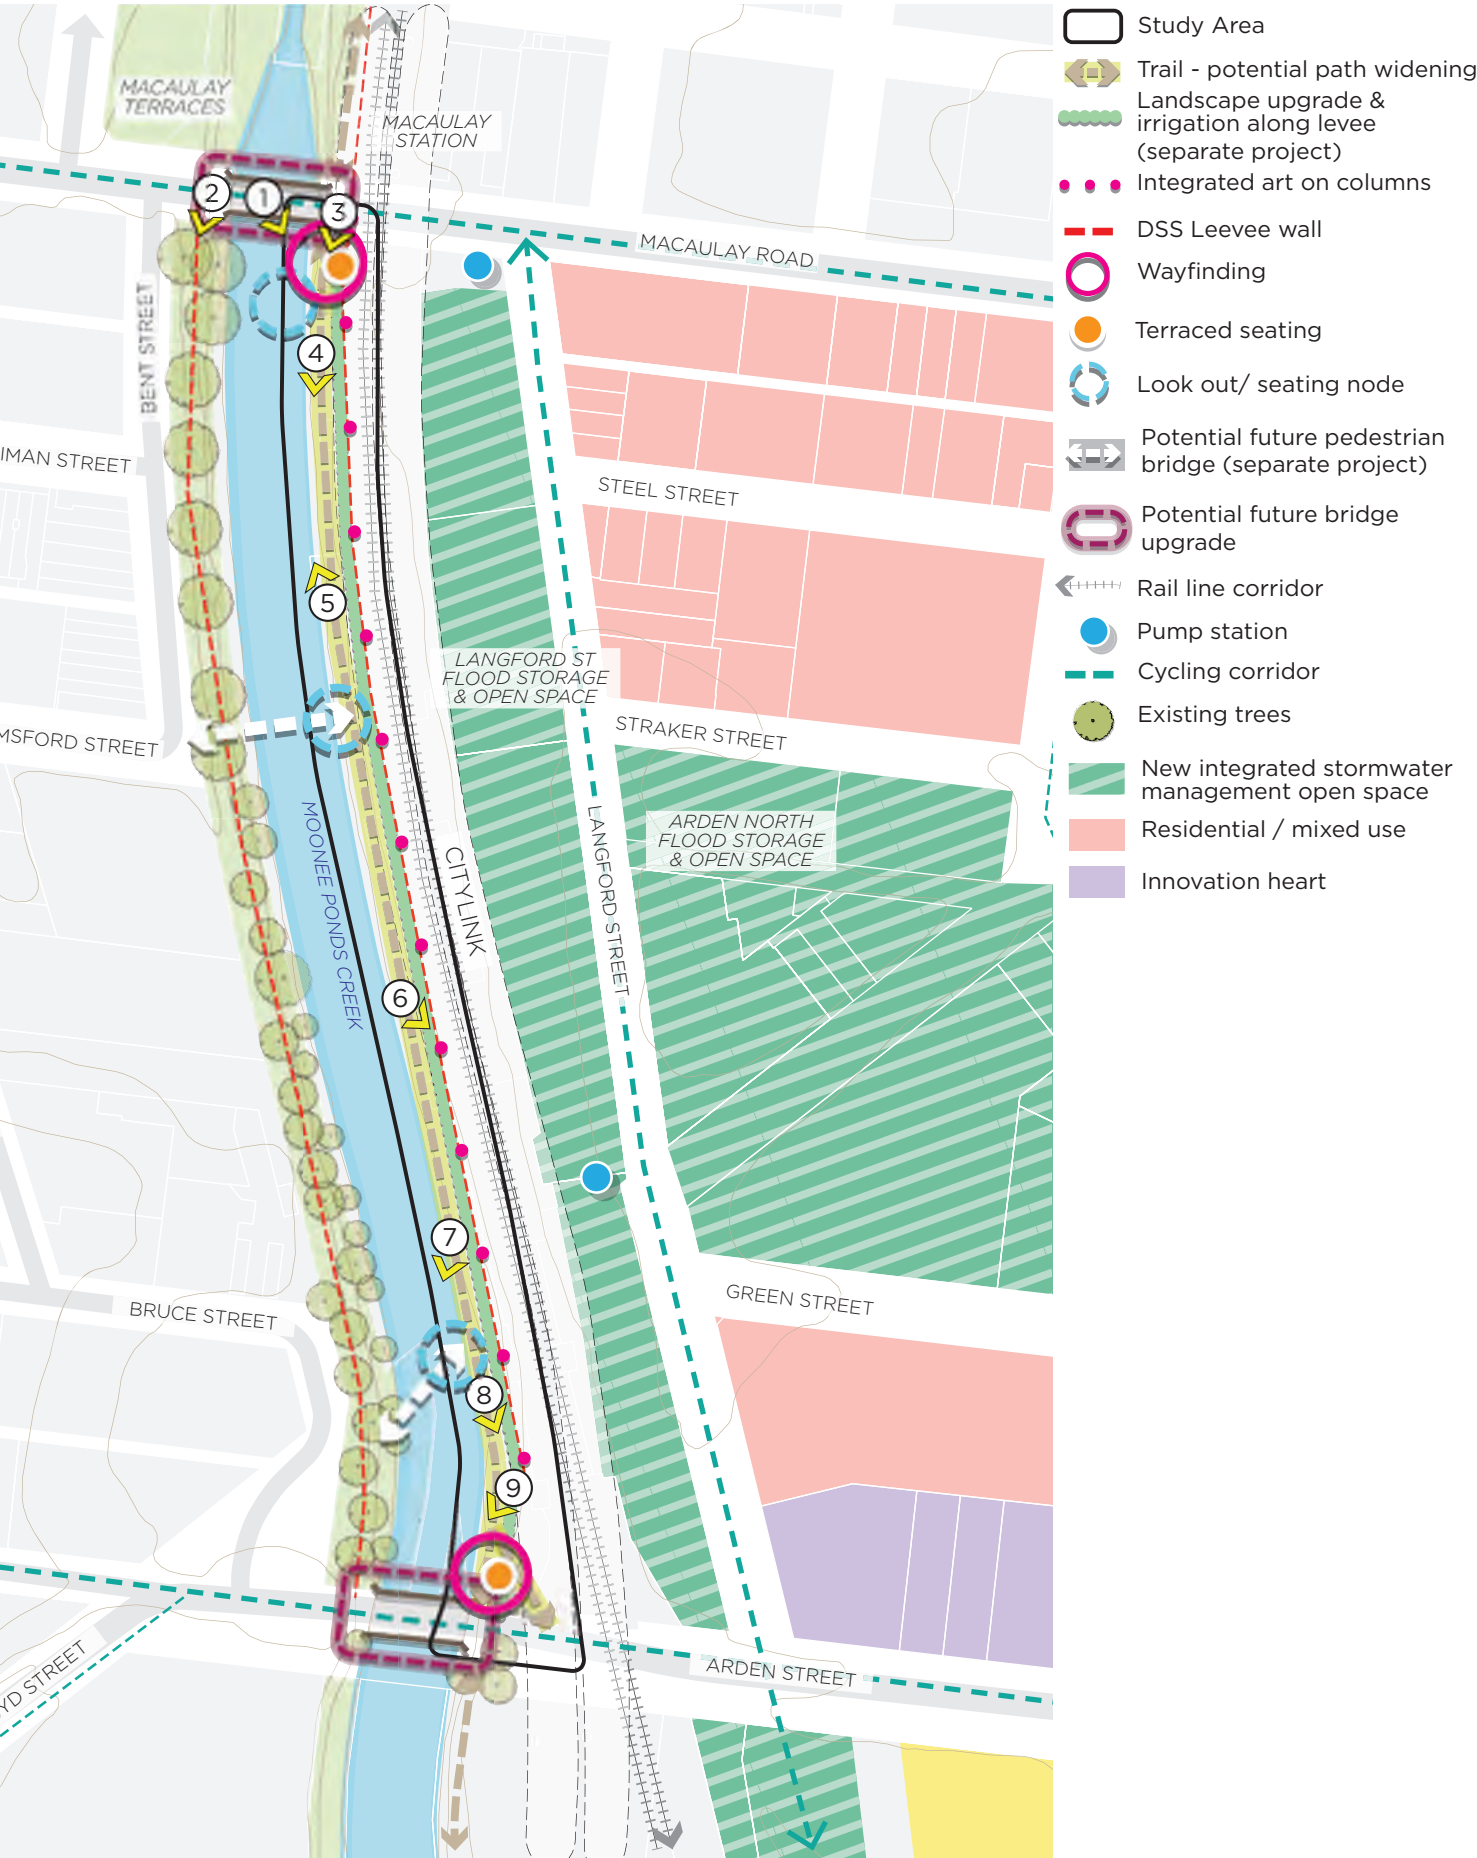 MACAULAY
TERRACES
MACAULAY
STATION
2
1
3
MACAULAY ROAD
BENT STREET
4
IMAN STREET
STEEL STREET
5
LANGFORD ST
FLOOD STORAGE
& OPEN SPACE
MSFORD STREET
STRAKER STREET
MOONEE PONDS CREEK
CITYLINK
LANGFORD STREET
ARDEN NORTH
FLOOD STORAGE
& OPEN SPACE
6
7
BRUCE STREET
GREEN STREET
8
9
YD STREET
ARDEN STREET
Study Area
Trail - potential path widening
Landscape upgrade &
irrigation along levee
(separate project)
Integrated art on columns
DSS Leevee wall
Wayfinding
Terraced seating
Look out/ seating node
Potential future pedestrian
bridge (separate project)
Potential future bridge
upgrade
Rail line corridor
Pump station
Cycling corridor
Existing trees
New integrated stormwater
management open space
Residential / mixed use
Innovation heart